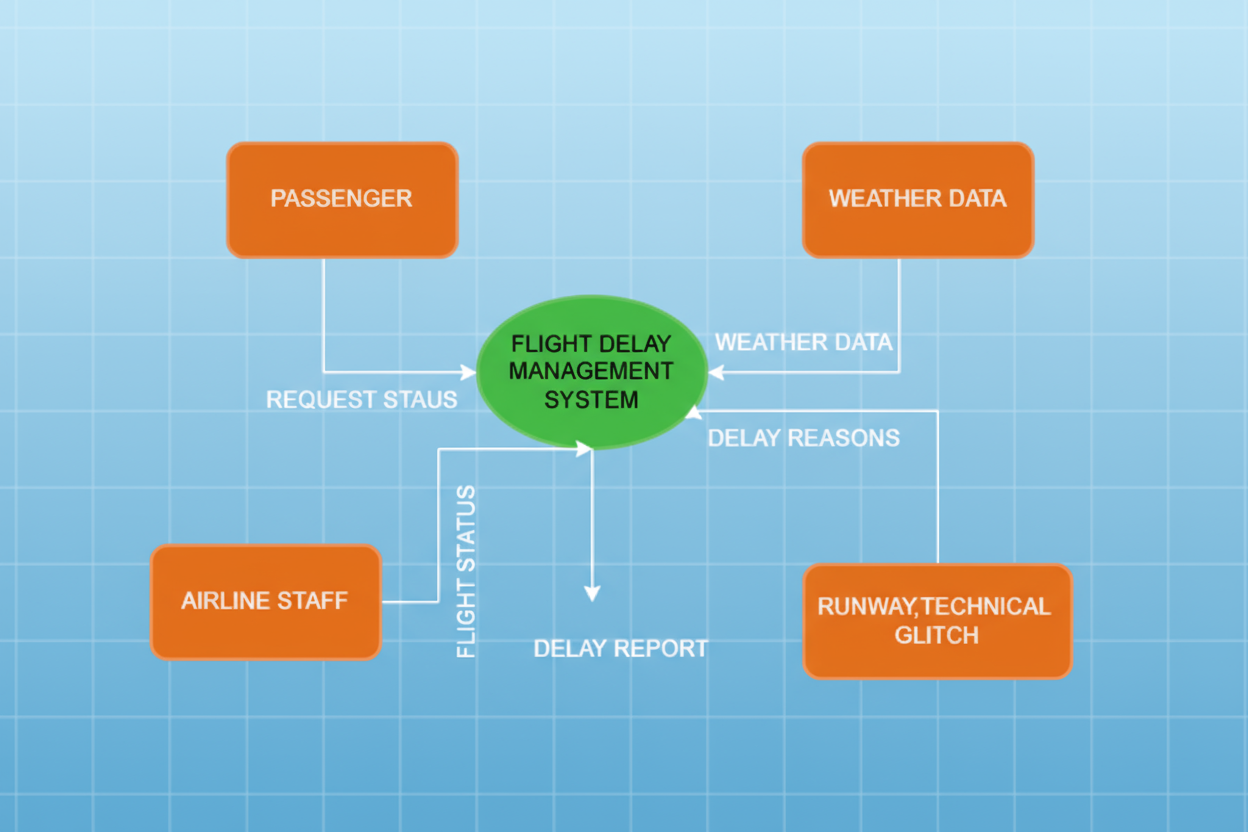 PASSENGER
WEATHER DATA
FLIGHT DELAY
MANAGEMENT
SYSTEM
WEATHER DATA
REQUEST STAUS
DELAY REASONS
FLIGHT STATUS
AIRLINE STAFF
DELAY REPORT
RUNWAY,TECHNICAL
GLITCH